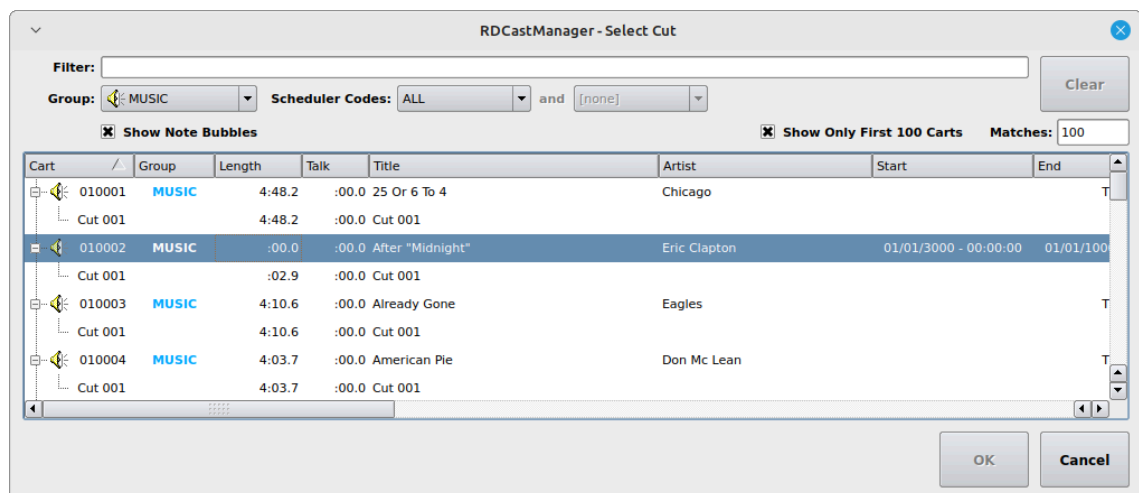 RDCastManager - Select Cut
Filter:
Clear
Group: MUSIC Scheduler Codes: ALL and [none]
Show Note Bubbles Show Only First 100 Carts Matches: 100
Cart Group Length Talk Title Artist Start End
010001 MUSIC 4:48.2 :00.0 25 Or 6 To 4 Chicago T
Cut 001 4:48.2 :00.0 Cut 001
010002 MUSIC :00.0 :00.0 After "Midnight" Eric Clapton 01/01/3000 - 00:00:00 01/01/100
Cut 001 :02.9 :00.0 Cut 001
010003 MUSIC 4:10.6 :00.0 Already Gone Eagles T
Cut 001 4:10.6 :00.0 Cut 001
010004 MUSIC 4:03.7 :00.0 American Pie Don Mc Lean T
Cut 001 4:03.7 :00.0 Cut 001
OK Cancel